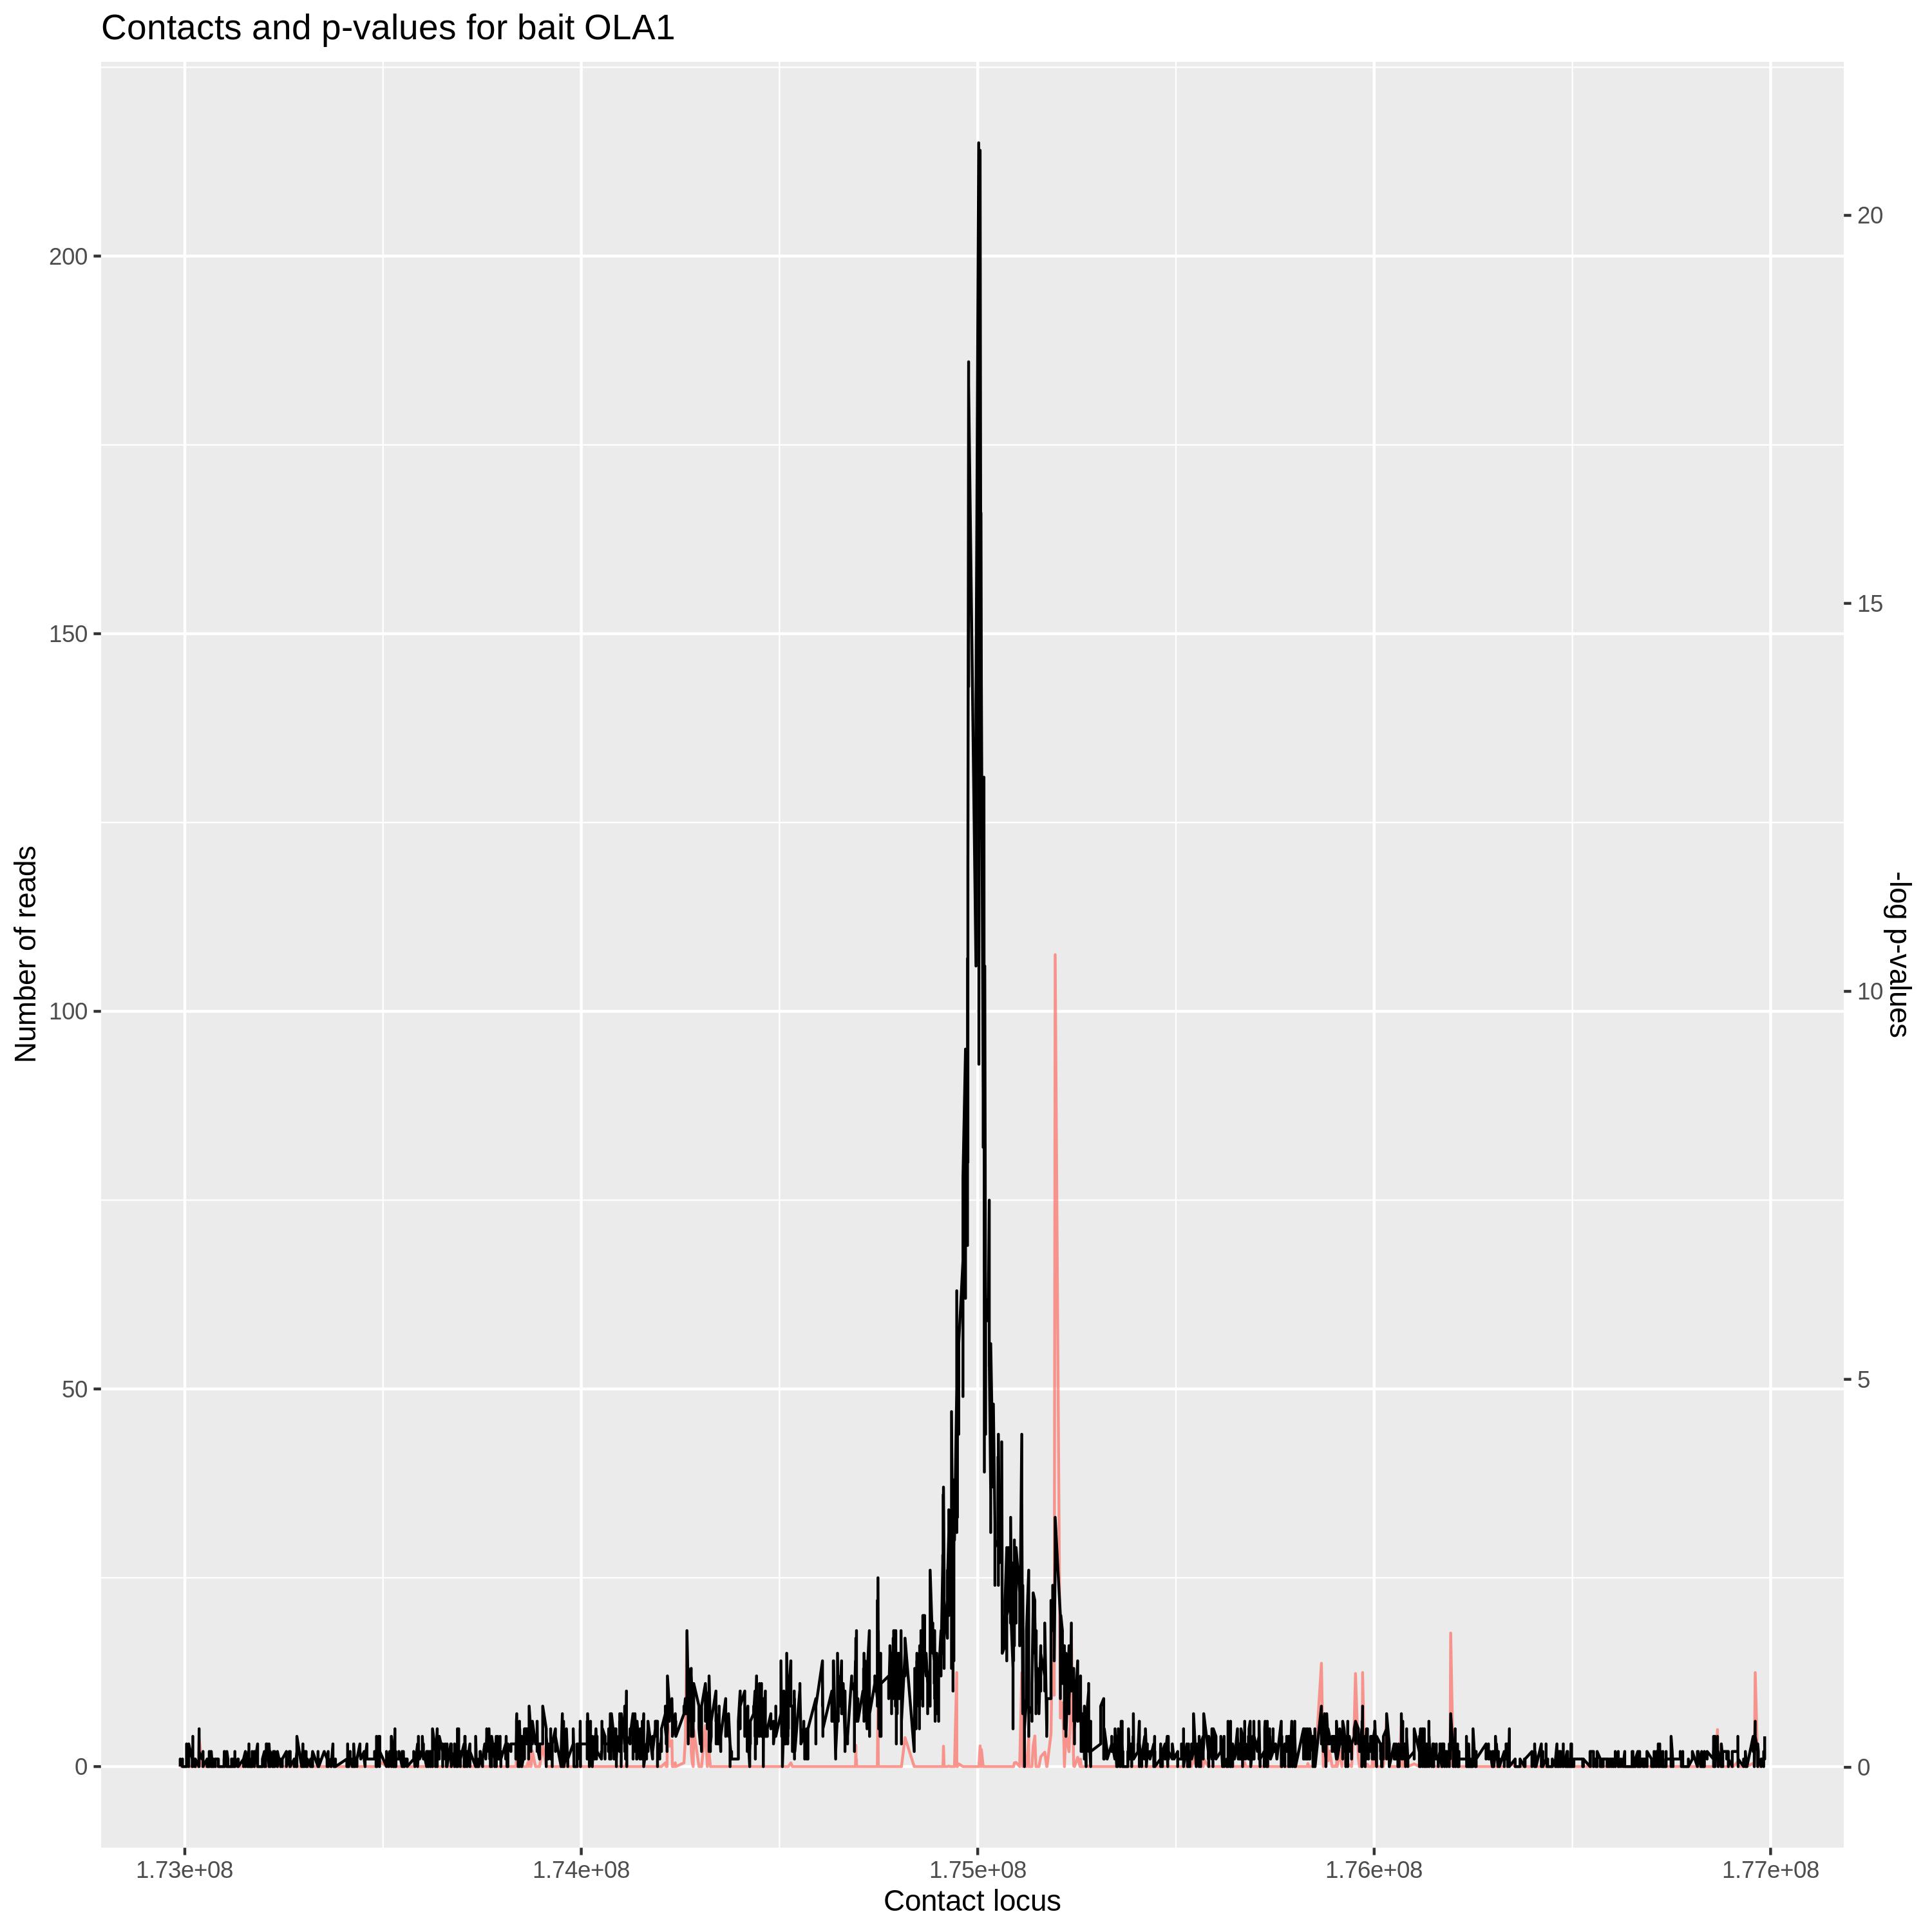 Contacts and p-values for bait OLA1
200
150
100
50
0
Number of reads
20
15
10
5
0
-log p-values
1.73e+08
1.74e+08
1.75e+08
1.76e+08
1.77e+08
Contact locus